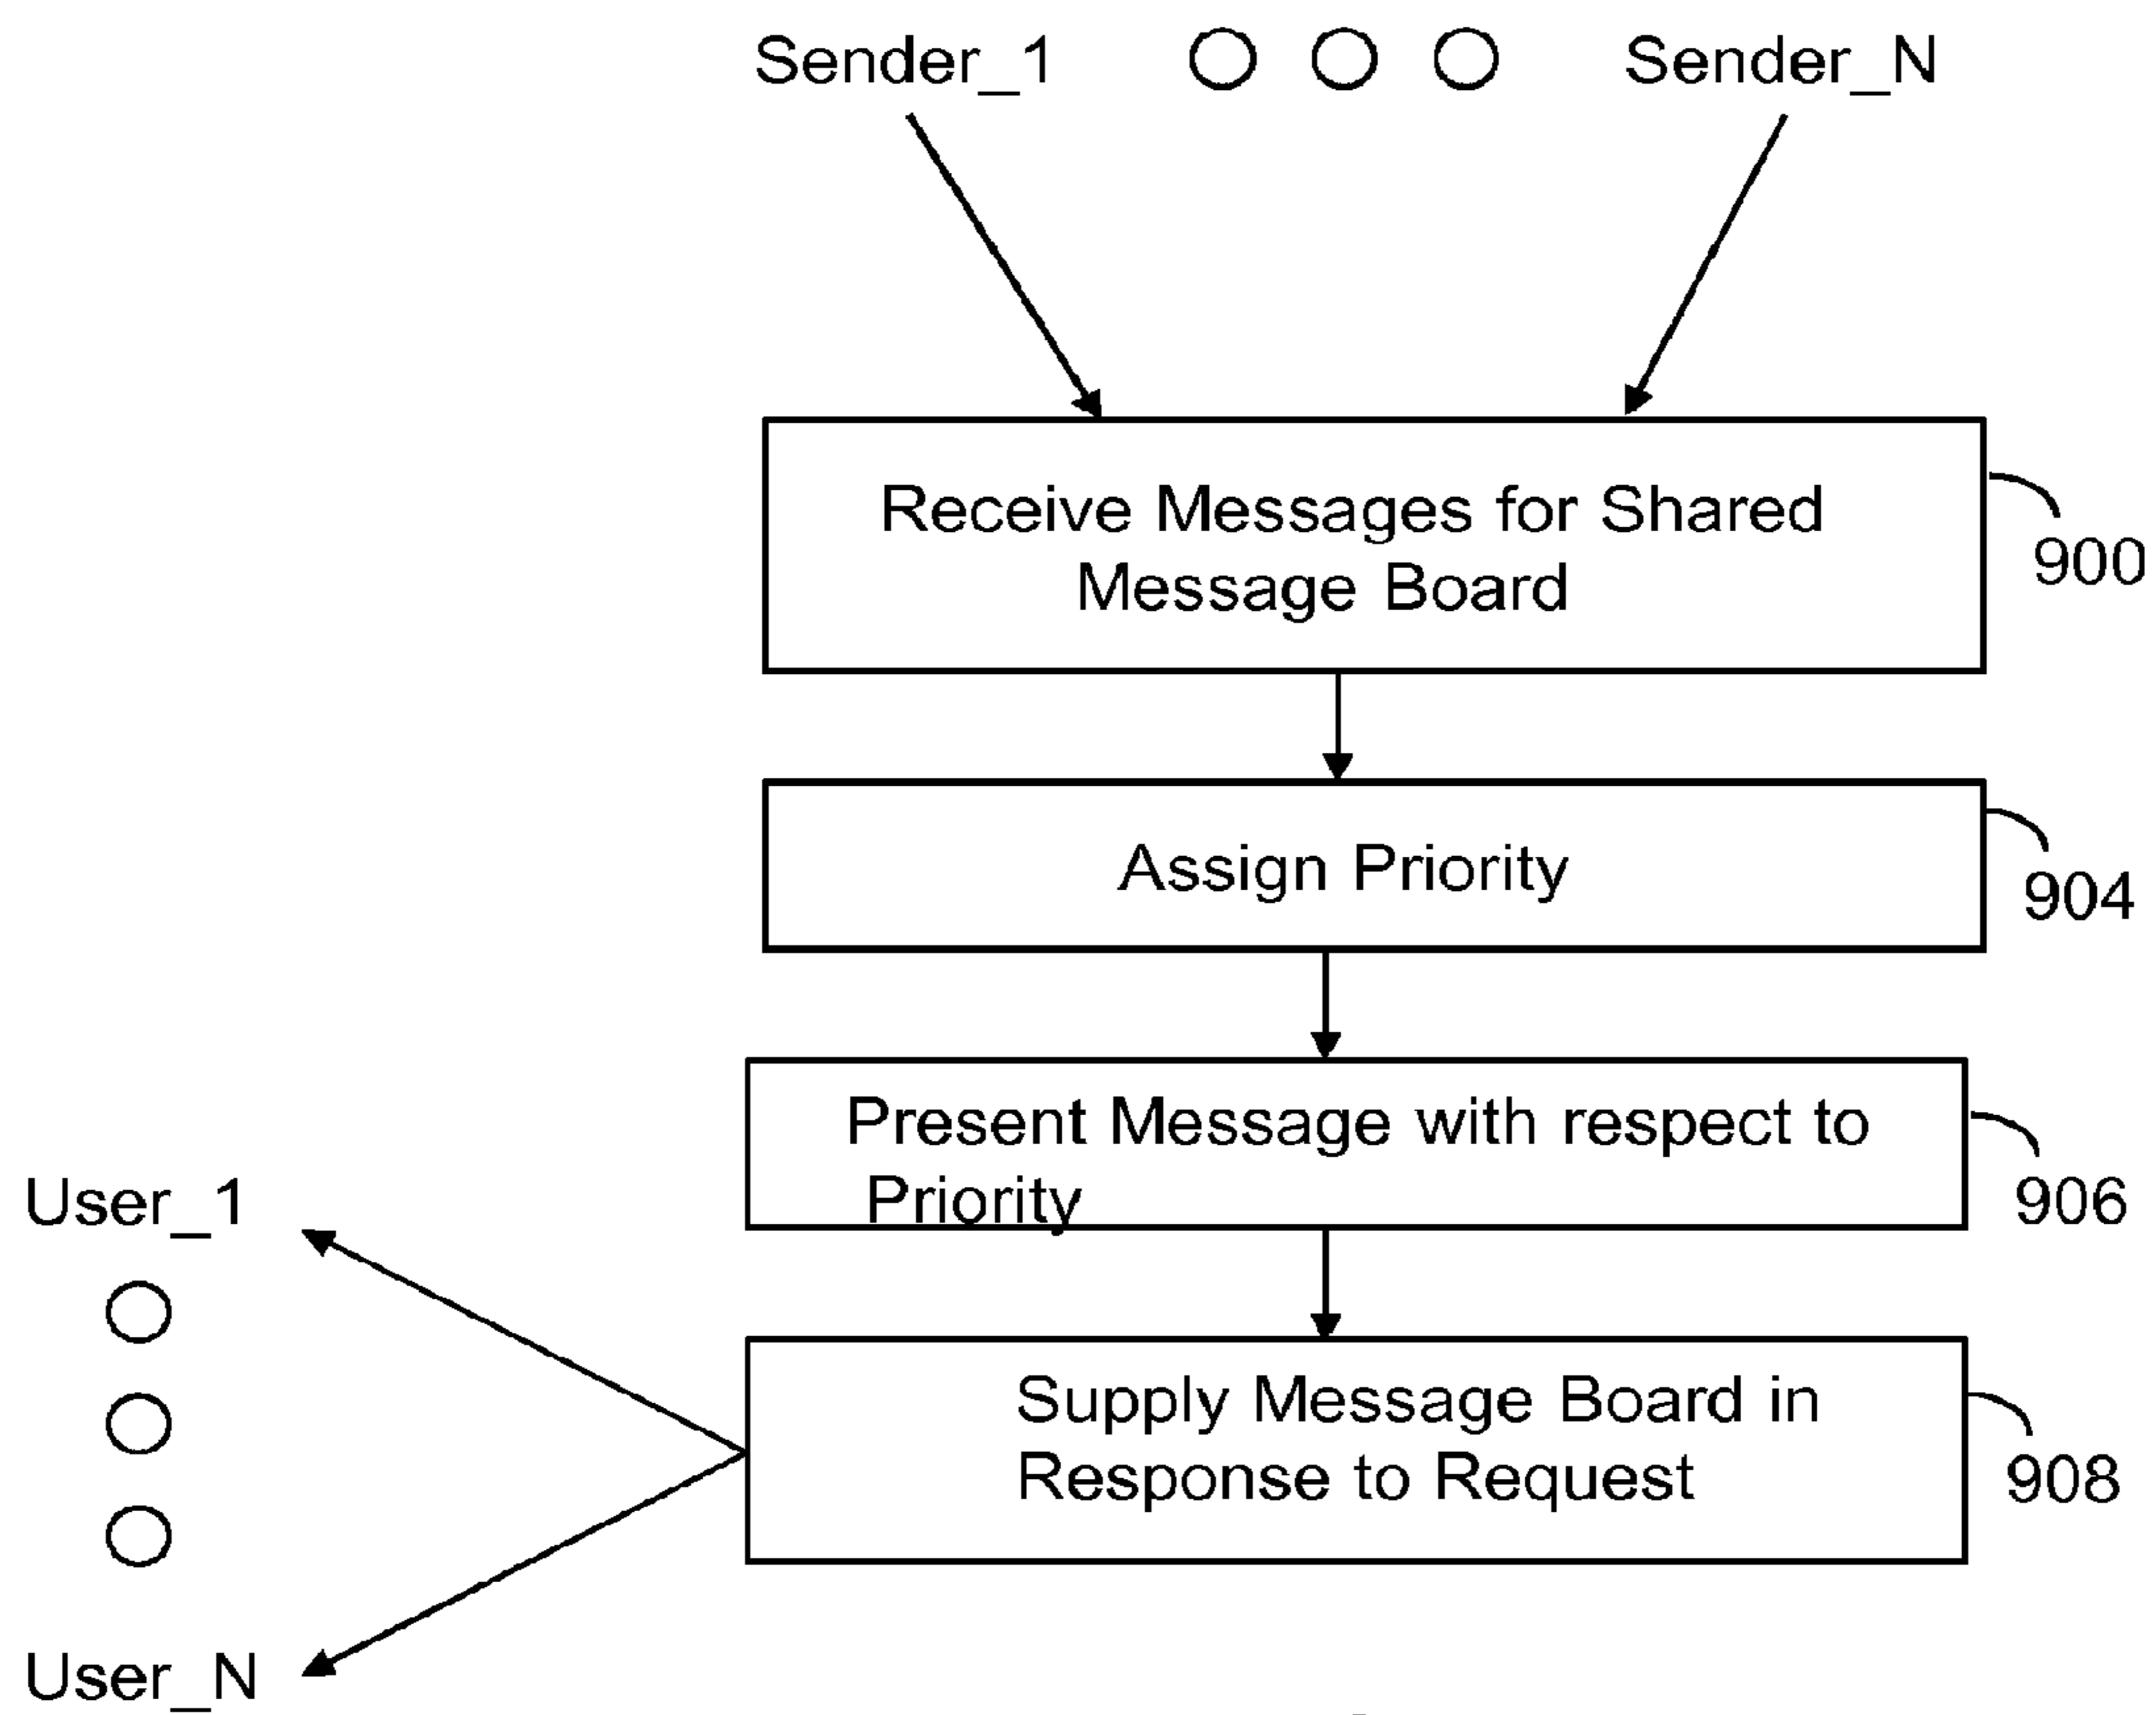 Sender_1 Sender_N
Receive Messages for Shared
Message Board
900
Assign Priority
904
Present Message with respect to
Priority
906
User_1
Supply Message Board in
Response to Request
908
User_N